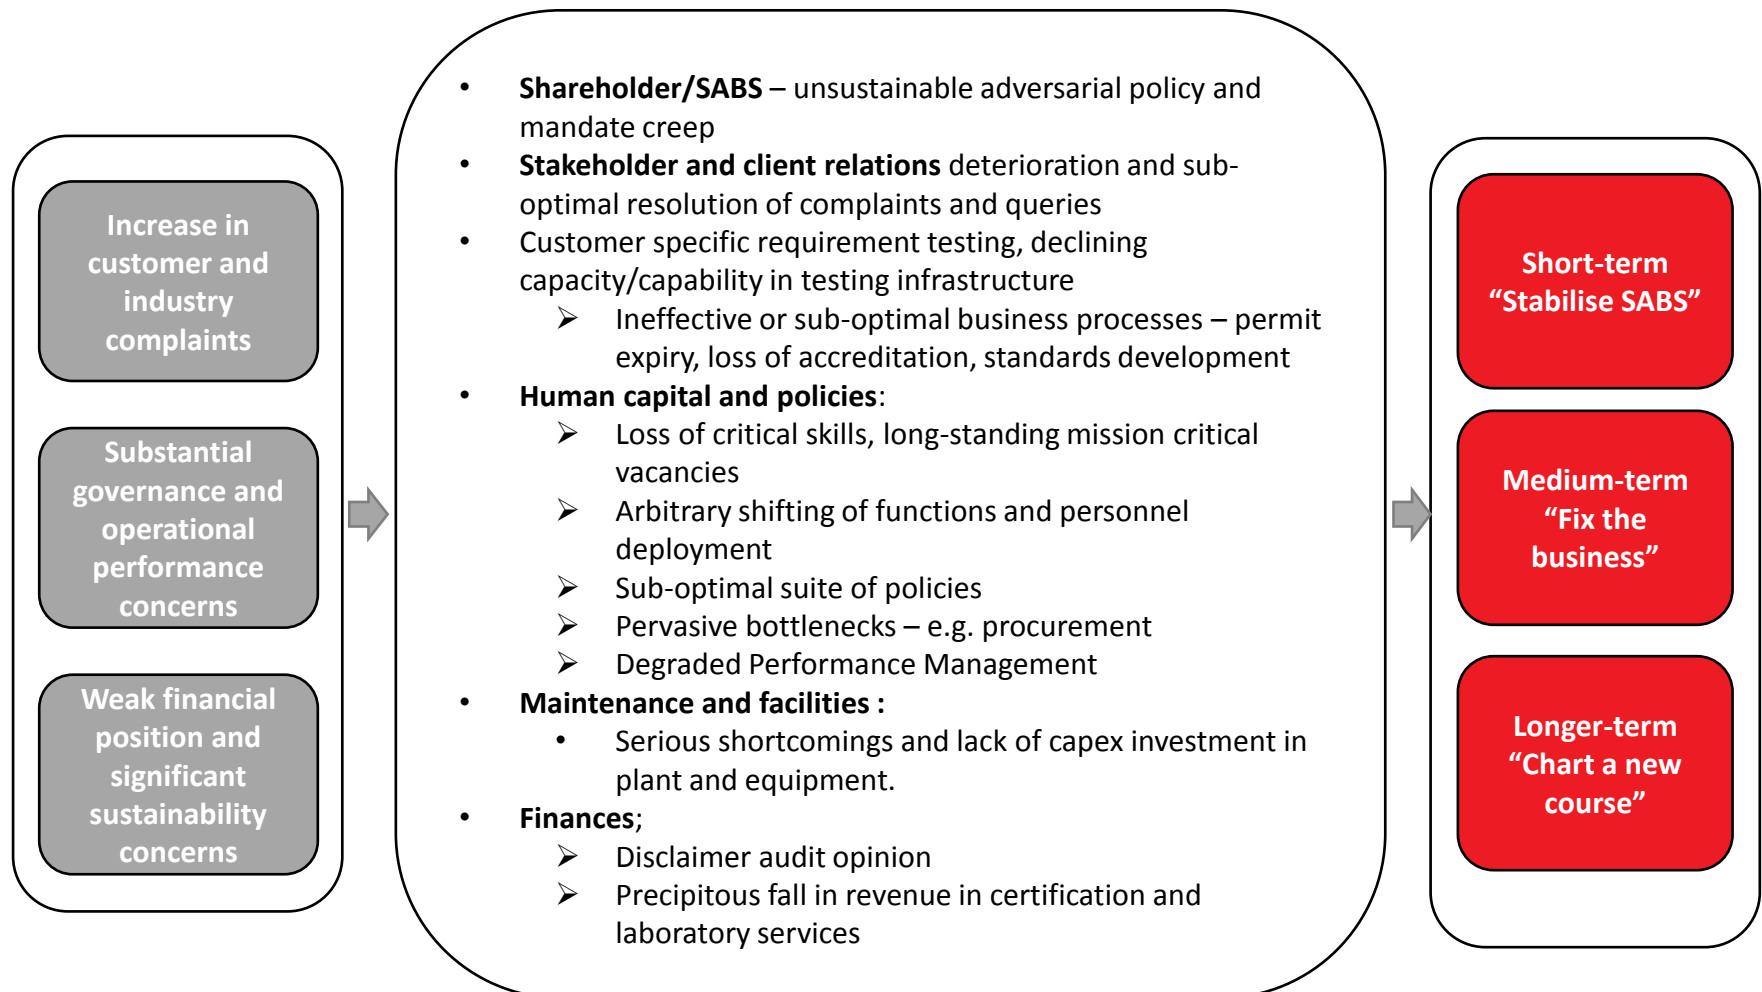 Increase in
customer and
industry
complaints
Substantial
governance and
operational
performance
concerns
Weak financial
position and
significant
sustainability
concerns
• Shareholder/SABS – unsustainable adversarial policy and
mandate creep
• Stakeholder and client relations deterioration and sub-
optimal resolution of complaints and queries
• Customer specific requirement testing, declining
capacity/capability in testing infrastructure
➢ Ineffective or sub-optimal business processes – permit
expiry, loss of accreditation, standards development
• Human capital and policies:
➢ Loss of critical skills, long-standing mission critical
vacancies
➢ Arbitrary shifting of functions and personnel
deployment
➢ Sub-optimal suite of policies
➢ Pervasive bottlenecks – e.g. procurement
➢ Degraded Performance Management
• Maintenance and facilities :
• Serious shortcomings and lack of capex investment in
plant and equipment.
• Finances;
➢ Disclaimer audit opinion
➢ Precipitous fall in revenue in certification and
laboratory services
Short-term
“Stabilise SABS”
Medium-term
“Fix the
business”
Longer-term
“Chart a new
course”